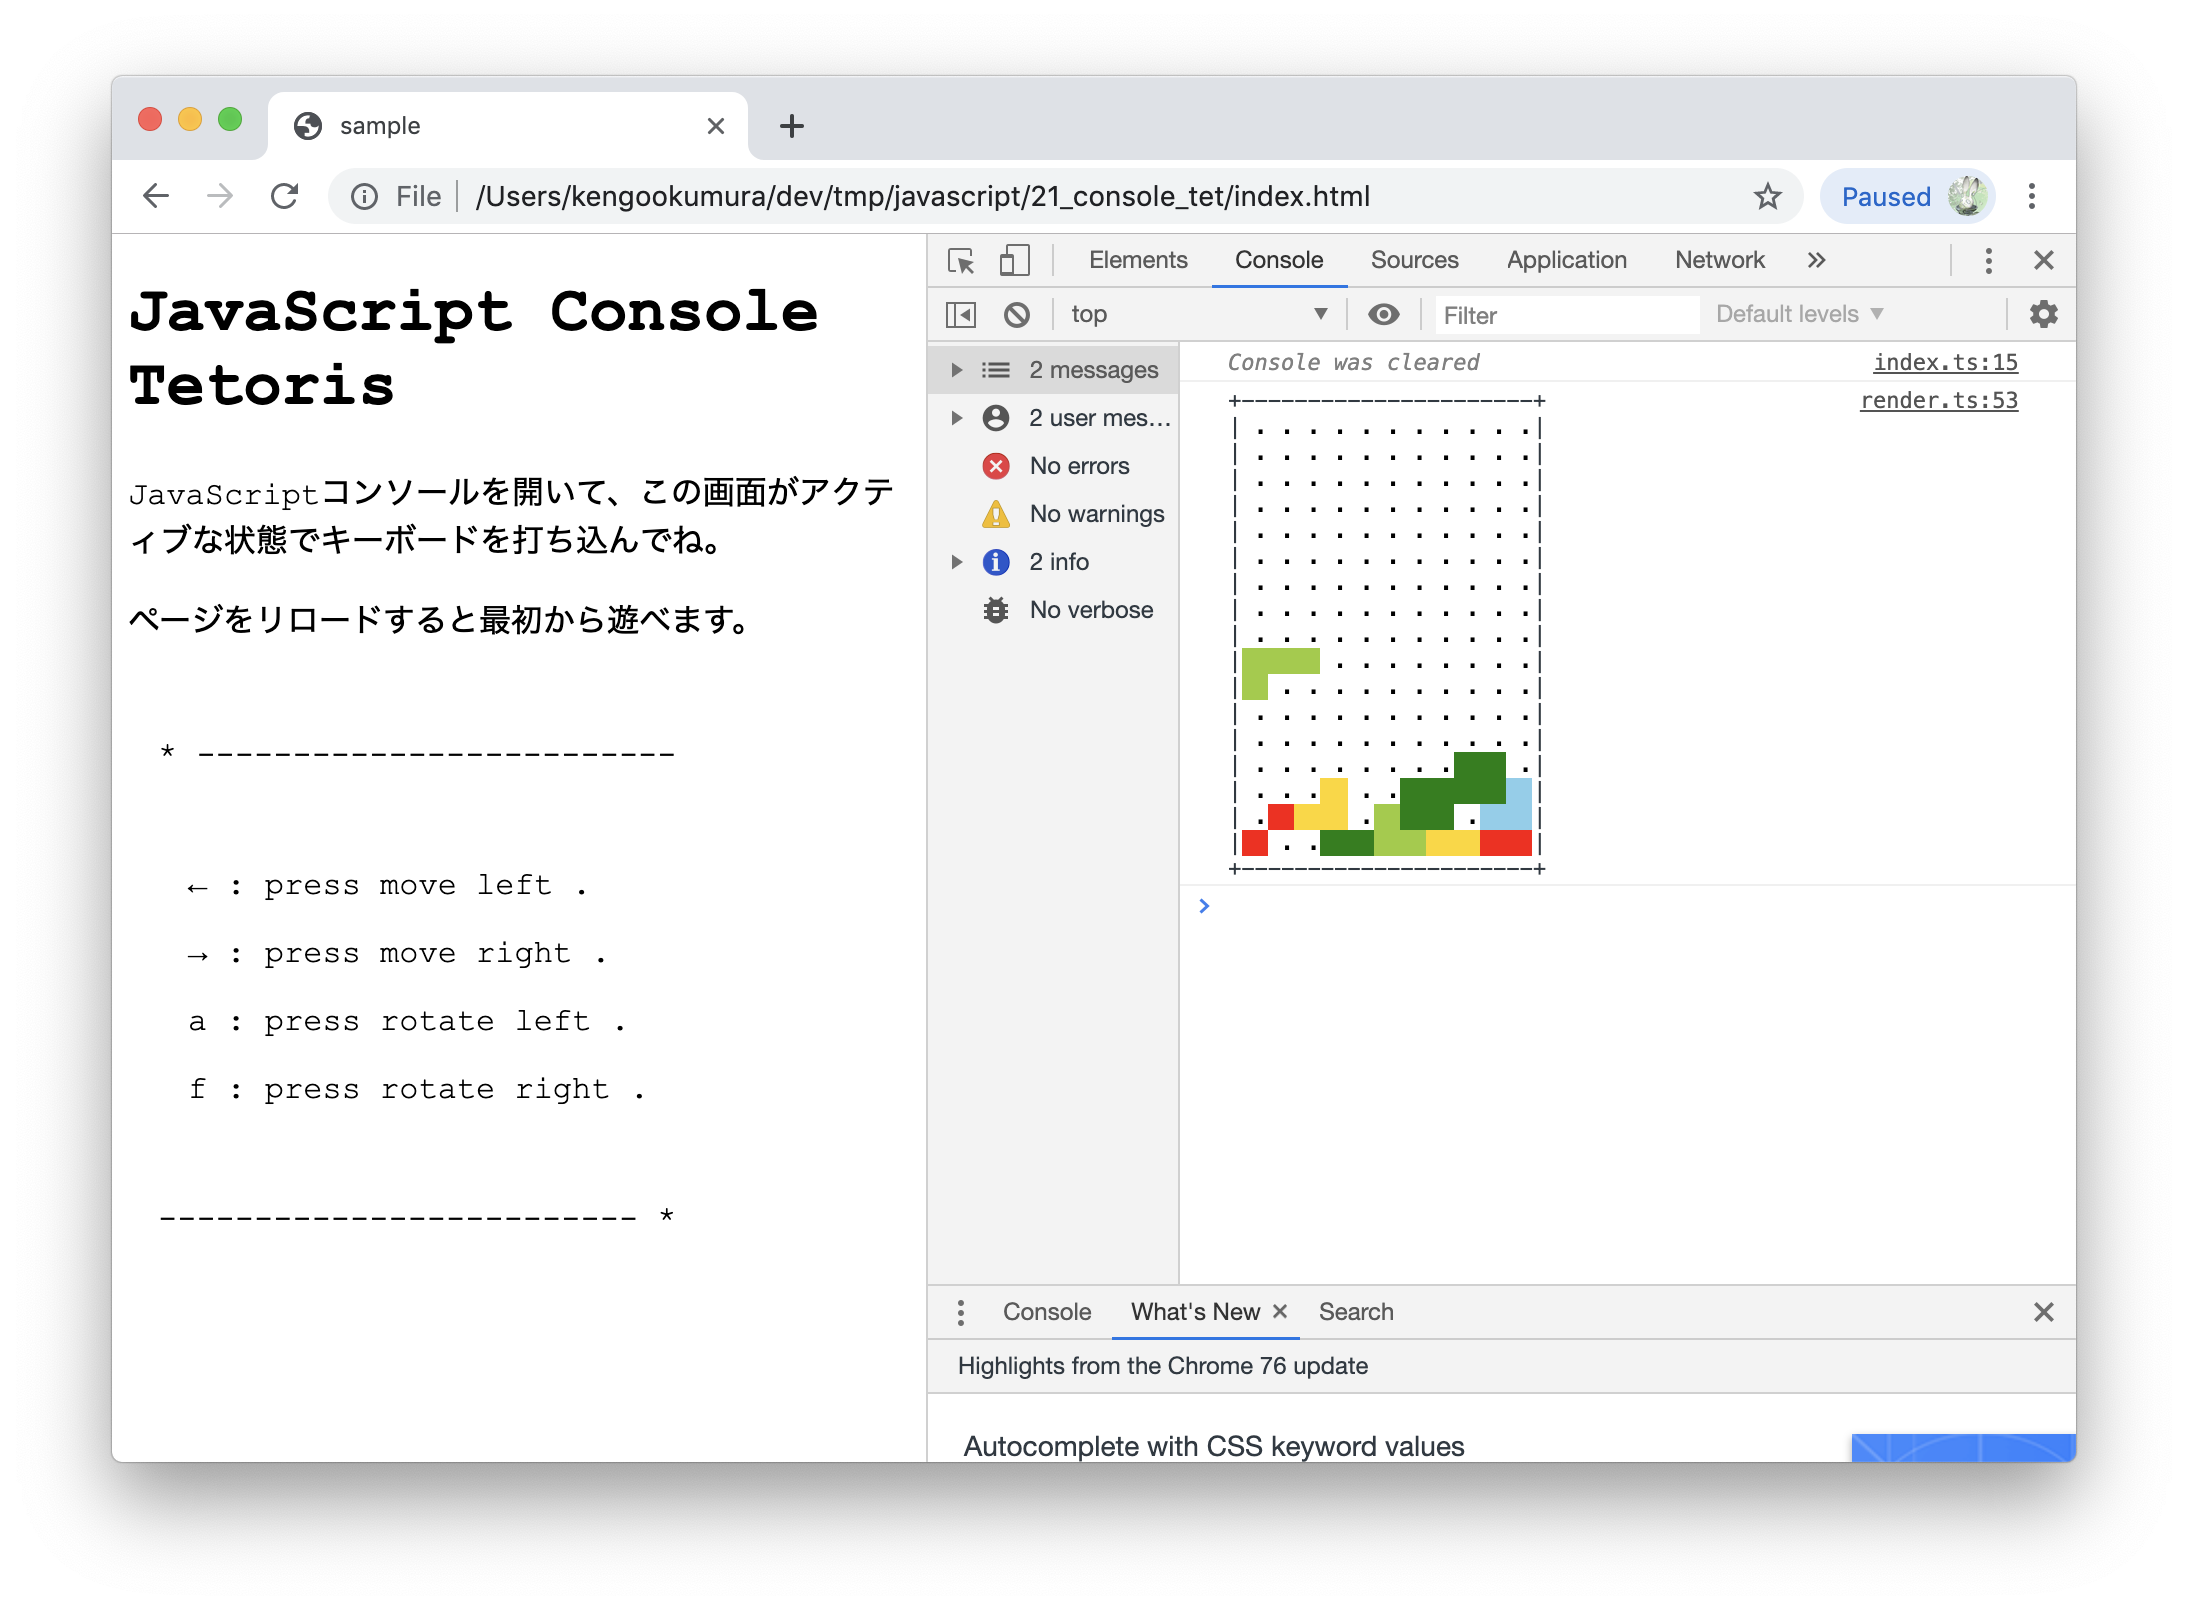 sample
File
/Users/kengookumura/dev/tmp/javascript/21_console_tet/index.html
Paused
JavaScript Console
Tetoris
JavaScriptコンソールを開いて、この画面がアクテ
ィブな状態でキーボードを打ち込んでね。
ページをリロードすると最初から遊べます。
* -------------------------
← : press move left .
→ : press move right .
a : press rotate left .
f : press rotate right .
------------------------- *
Elements Console Sources Application Network »
top Filter Default levels
2 messages
2 user mes…
No errors
No warnings
2 info
No verbose
Console was cleared index.ts:15
render.ts:53
+----------------------+
| . . . . . . . . . . .|
| . . . . . . . . . . .|
| . . . . . . . . . . .|
| . . . . . . . . . . .|
| . . . . . . . . . . .|
| . . . . . . . . . . .|
| . . . . . . . . . . .|
| . . . . . . . . . . .|
| . . . . . . . . . . .|
| . . . . . . . .|
| . . . . . . . . . .|
| . . . . . . . . . . .|
| . . . . . . . . . . .|
| . . . . . . . . .|
| . . . . . |
| . . . |
| . . |
+----------------------+
>
Console What's New Search
Highlights from the Chrome 76 update
Autocomplete with CSS keyword values